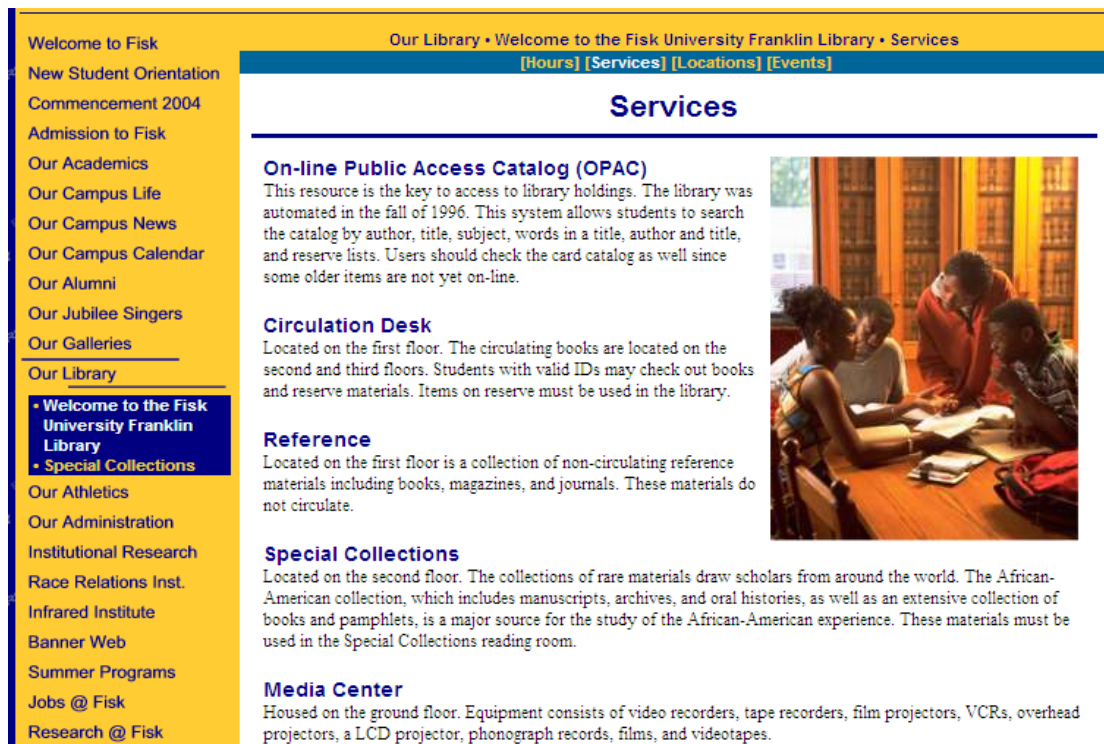 Welcome to Fisk
New Student Orientation
Commencement 2004
Admission to Fisk
Our Academics
Our Campus Life
Our Campus News
Our Campus Calendar
Our Alumni
Our Jubilee Singers
Our Galleries
Our Library
• Welcome to the Fisk
University Franklin
Library
• Special Collections
Our Athletics
Our Administration
Institutional Research
Race Relations Inst.
Infrared Institute
Banner Web
Summer Programs
Jobs @ Fisk
Research @ Fisk
Our Library • Welcome to the Fisk University Franklin Library • Services
[Hours] [Services] [Locations] [Events]
Services
On-line Public Access Catalog (OPAC)
This resource is the key to access to library holdings. The library was
automated in the fall of 1996. This system allows students to search
the catalog by author, title, subject, words in a title, author and title,
and reserve lists. Users should check the card catalog as well since
some older items are not yet on-line.
Circulation Desk
Located on the first floor. The circulating books are located on the
second and third floors. Students with valid IDs may check out books
and reserve materials. Items on reserve must be used in the library.
Reference
Located on the first floor is a collection of non-circulating reference
materials including books, magazines, and journals. These materials do
not circulate.
Special Collections
Located on the second floor. The collections of rare materials draw scholars from around the world. The African-
American collection, which includes manuscripts, archives, and oral histories, as well as an extensive collection of
books and pamphlets, is a major source for the study of the African-American experience. These materials must be
used in the Special Collections reading room.
Media Center
Housed on the ground floor. Equipment consists of video recorders, tape recorders, film projectors, VCRs, overhead
projectors, a LCD projector, phonograph records, films, and videotapes.